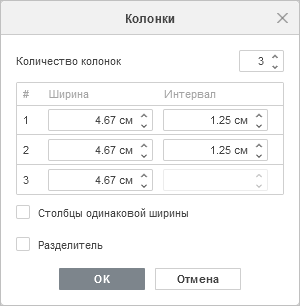 Колонки
Количество колонок 3
# Ширина Интервал
1 4.67 см 1.25 см
2 4.67 см 1.25 см
3 4.67 см
Столбцы одинаковой ширины
Разделитель
OK Отмена